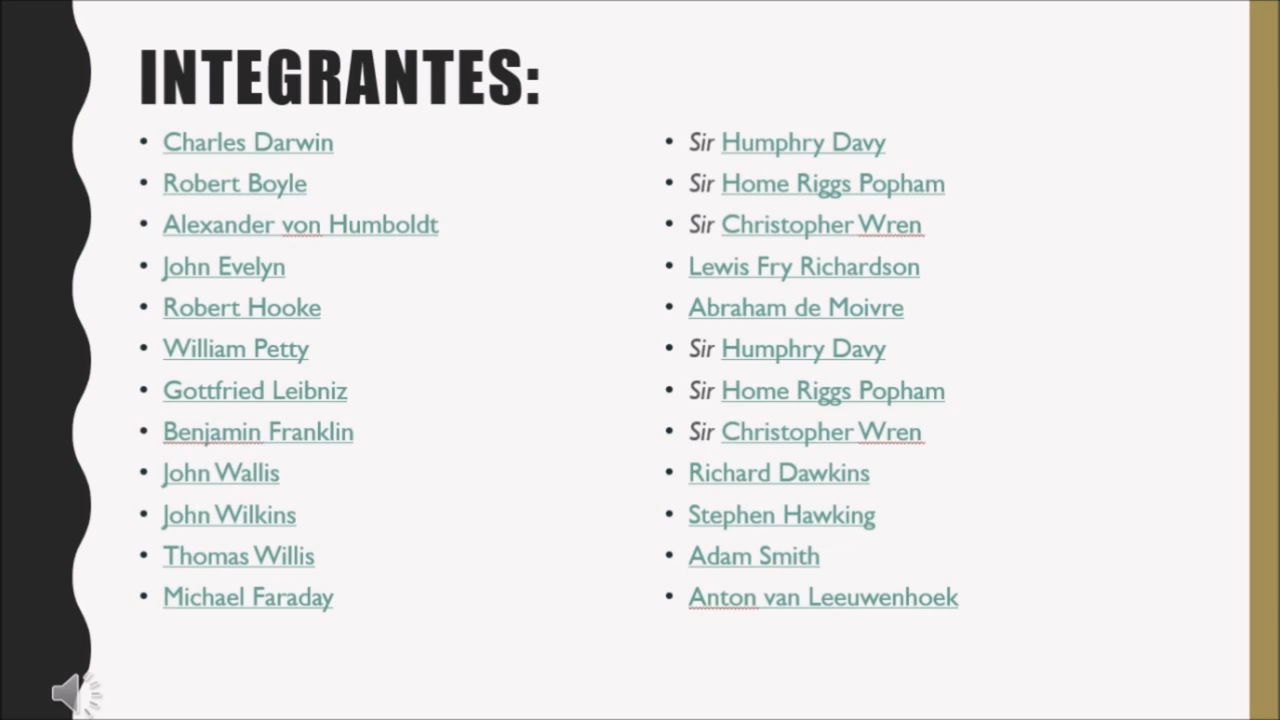 INTEGRANTES:
• Charles Darwin
• Robert Boyle
• Alexander von Humboldt
• John Evelyn
• Robert Hooke
• William Petty
• Gottfried Leibniz
• Benjamin Franklin
• John Wallis
• John Wilkins
• Thomas Willis
• Michael Faraday
• Sir Humphry Davy
• Sir Home Riggs Popham
• Sir Christopher Wren
• Lewis Fry Richardson
• Abraham de Moivre
• Sir Humphry Davy
• Sir Home Riggs Popham
• Sir Christopher Wren
• Richard Dawkins
• Stephen Hawking
• Adam Smith
• Anton van Leeuwenhoek